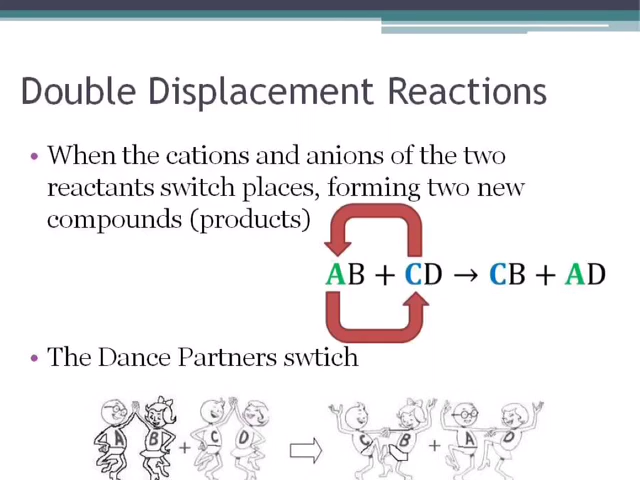 Double Displacement Reactions
• When the cations and anions of the two
reactants switch places, forming two new
compounds (products)
AB + CD → CB + AD
• The Dance Partners swtich
A B + C D ⇨ C B + A D